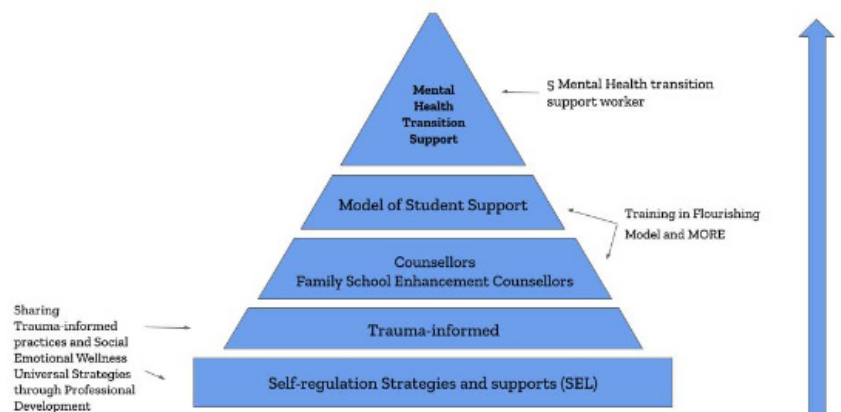 Mental
Health
Transition
Support
5 Mental Health transition
support worker
Model of Student Support
Training in Flourishing
Model and MORE
Counsellors
Family School Enhancement Counsellors
Sharing
Trauma-informed
practices and Social
Emotional Wellness
Universal Strategies
through Professional
Development
Trauma-informed
Self-regulation Strategies and supports (SEL)